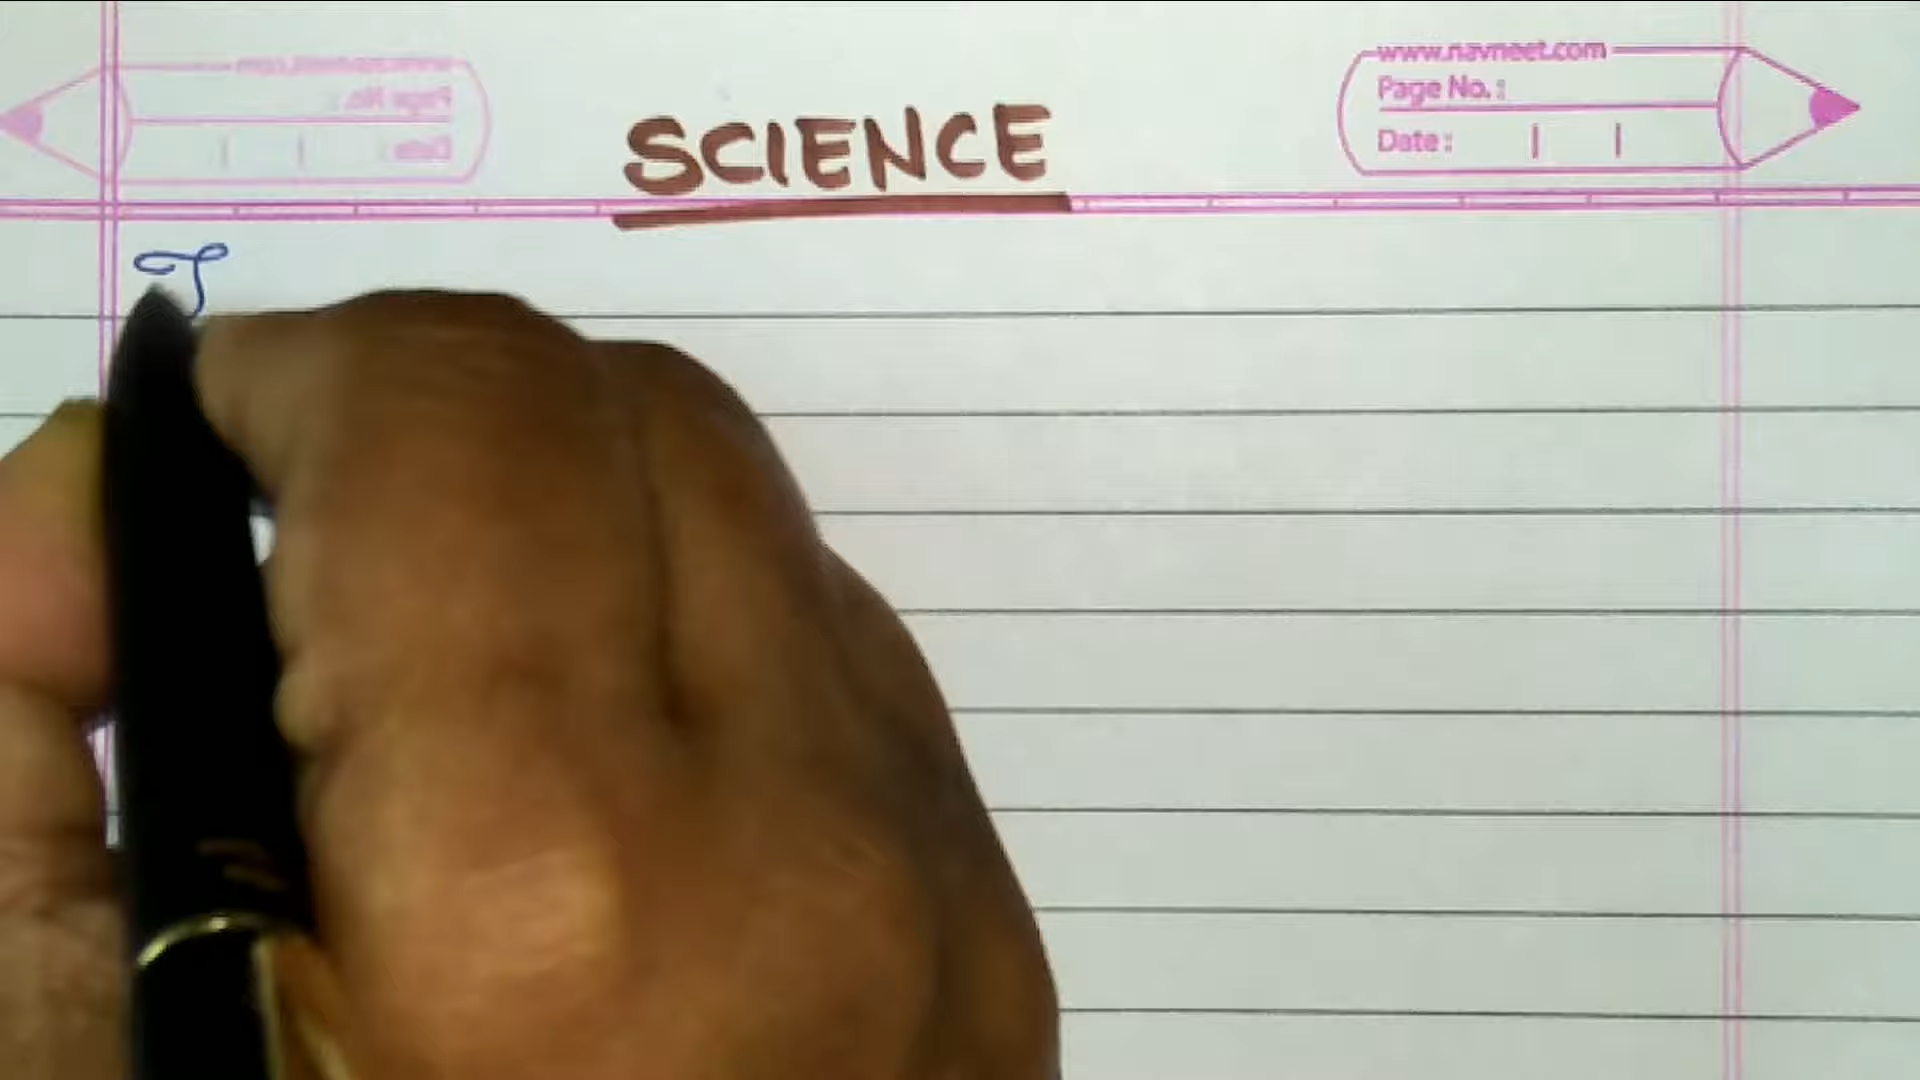 www.navneet.com
Page No. :
SCIENCE
Date :
T